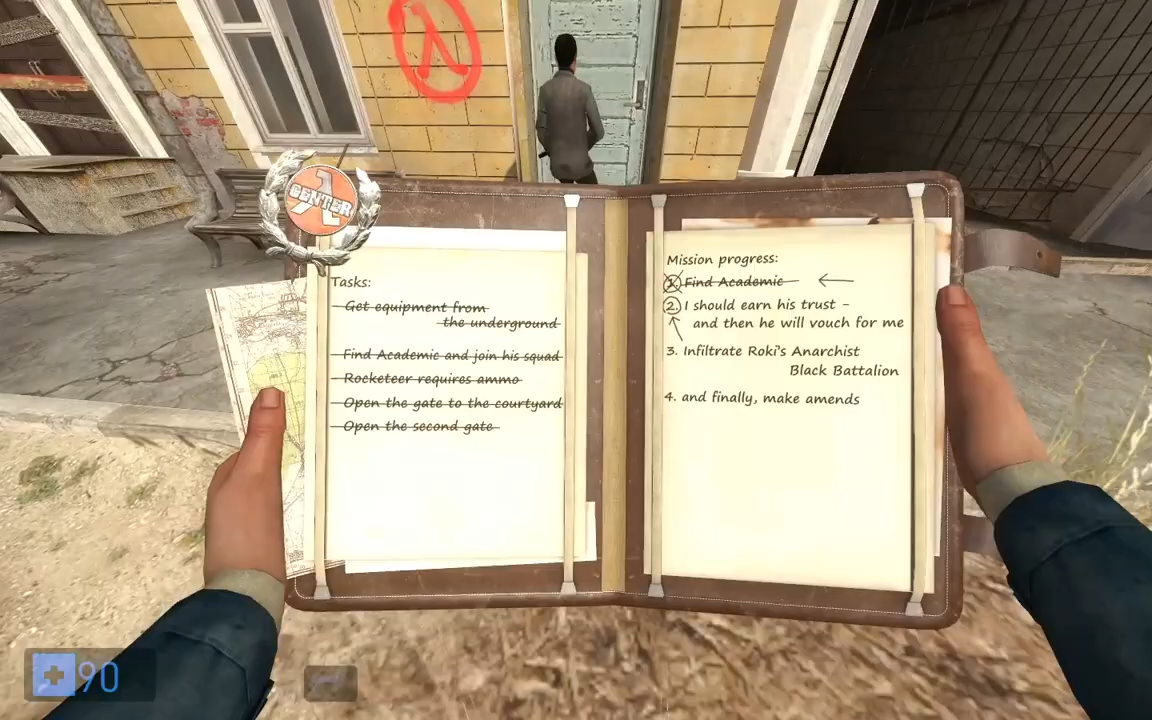 λ
CENTER
Tasks:
Get equipment from
the underground
Find Academic and join his squad
Rocketeer requires ammo
Open the gate to the courtyard
Open the second gate
Mission progress:
1. Find Academic ←
2. I should earn his trust -
and then he will vouch for me
3. Infiltrate Roki's Anarchist
Black Battalion
4. and finally, make amends
90